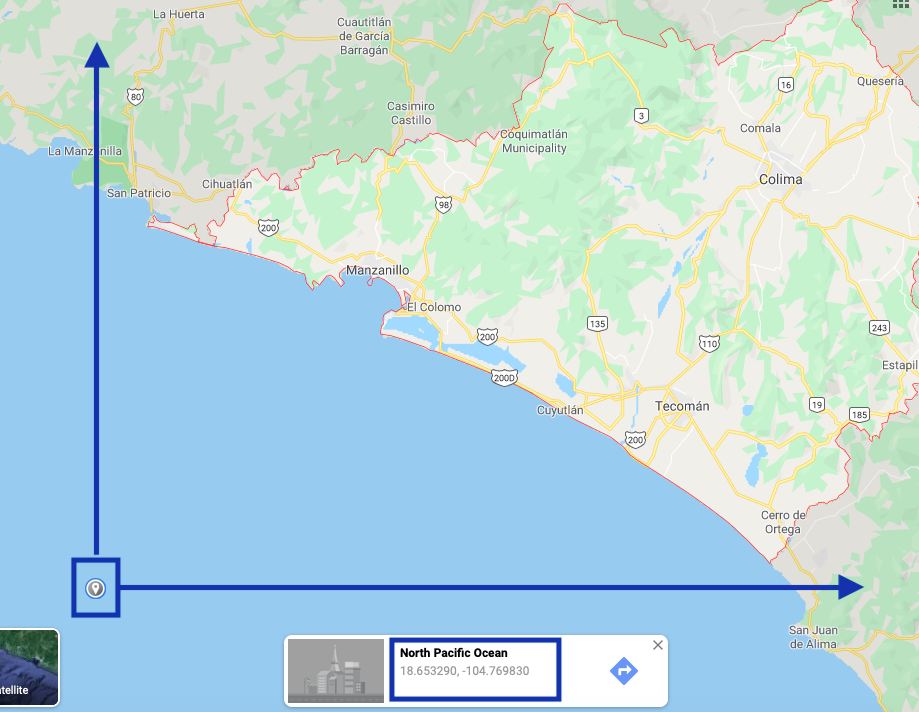 La Huerta
Cuautitlán
de García
Barragán
80
16
Quesería
Casimiro
Castillo
3
Coquimatlán
Municipality
Comala
La Manzanilla
Colima
Cihuatlán
San Patricio
98
200
Manzanillo
El Colomo
135
243
200
110
Estapil
200D
19
185
Cuyutlán
Tecomán
200
Cerro de
Ortega
San Juan
de Alima
North Pacific Ocean
18.653290, -104.769830
atellite